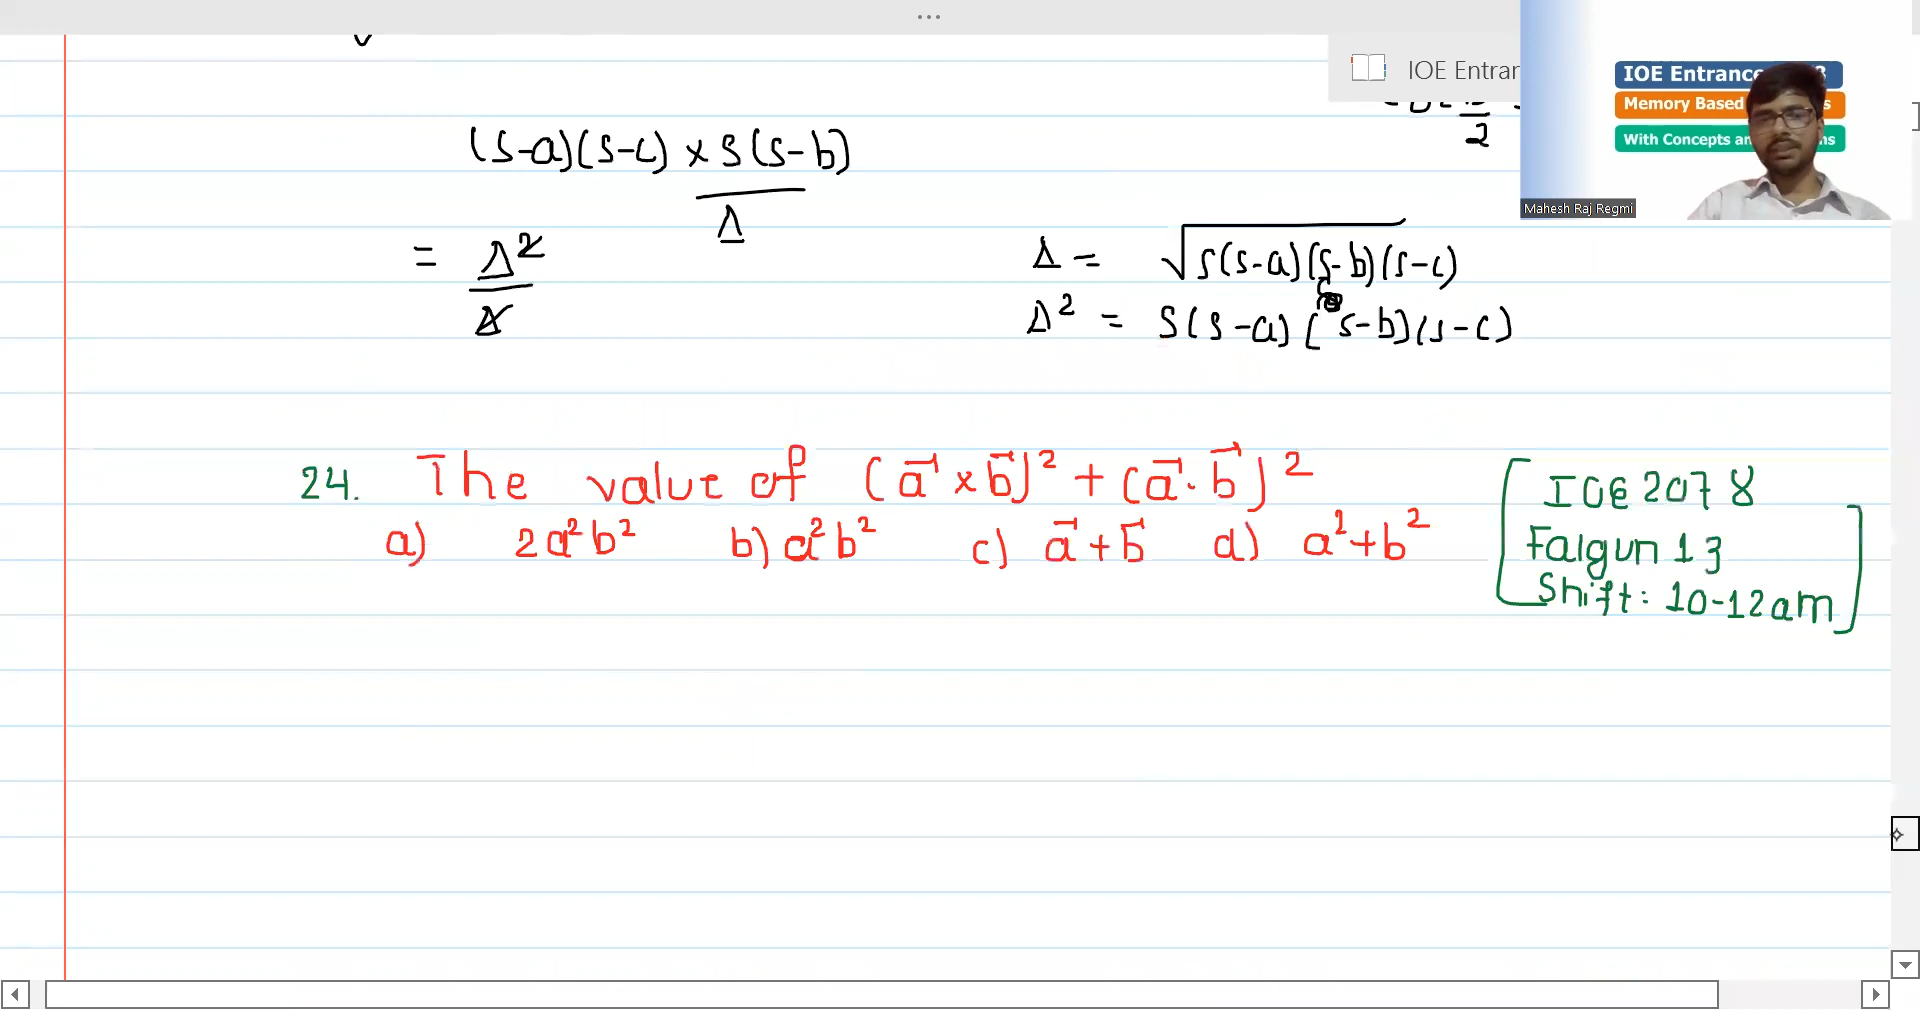 IOE Entran
IOE Entrance
Memory Based
With Concepts an
Mahesh Raj Regmi
2
(s-a)(s-c) × s(s-b)
Δ
= Δ²
Δ
Δ = √s(s-a)(s-b)(s-c)
Δ² = s(s-a)(s-b)(s-c)
24. The value of (a⃗ × b⃗)² + (a⃗ · b⃗)²
a) 2a²b² b) a²b² c) a⃗ + b⃗ d) a² + b²
[IOE 2078
Falgun 13
Shift: 10-12am]